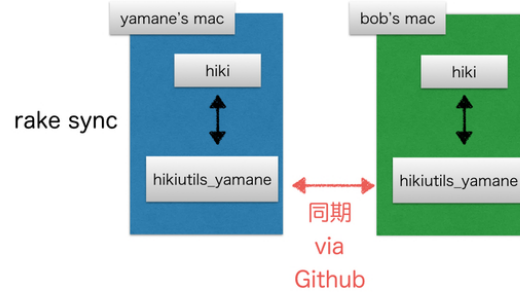 yamane's mac
bob's mac
hiki
hiki
rake sync
hikiutils_yamane
hikiutils_yamane
同期
via
Github